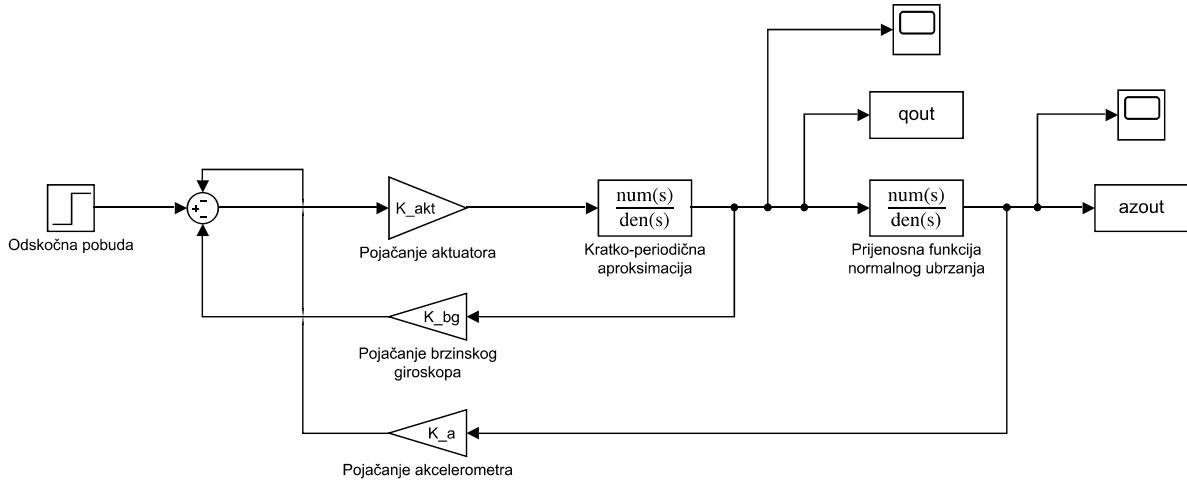 qout
Odskočna pobuda
K_akt
Pojačanje aktuatora
num(s)
den(s)
Kratko-periodična
aproksimacija
num(s)
den(s)
Prijenosna funkcija
normalnog ubrzanja
azout
K_bg
Pojačanje brzinskog
giroskopa
K_a
Pojačanje akcelerometra